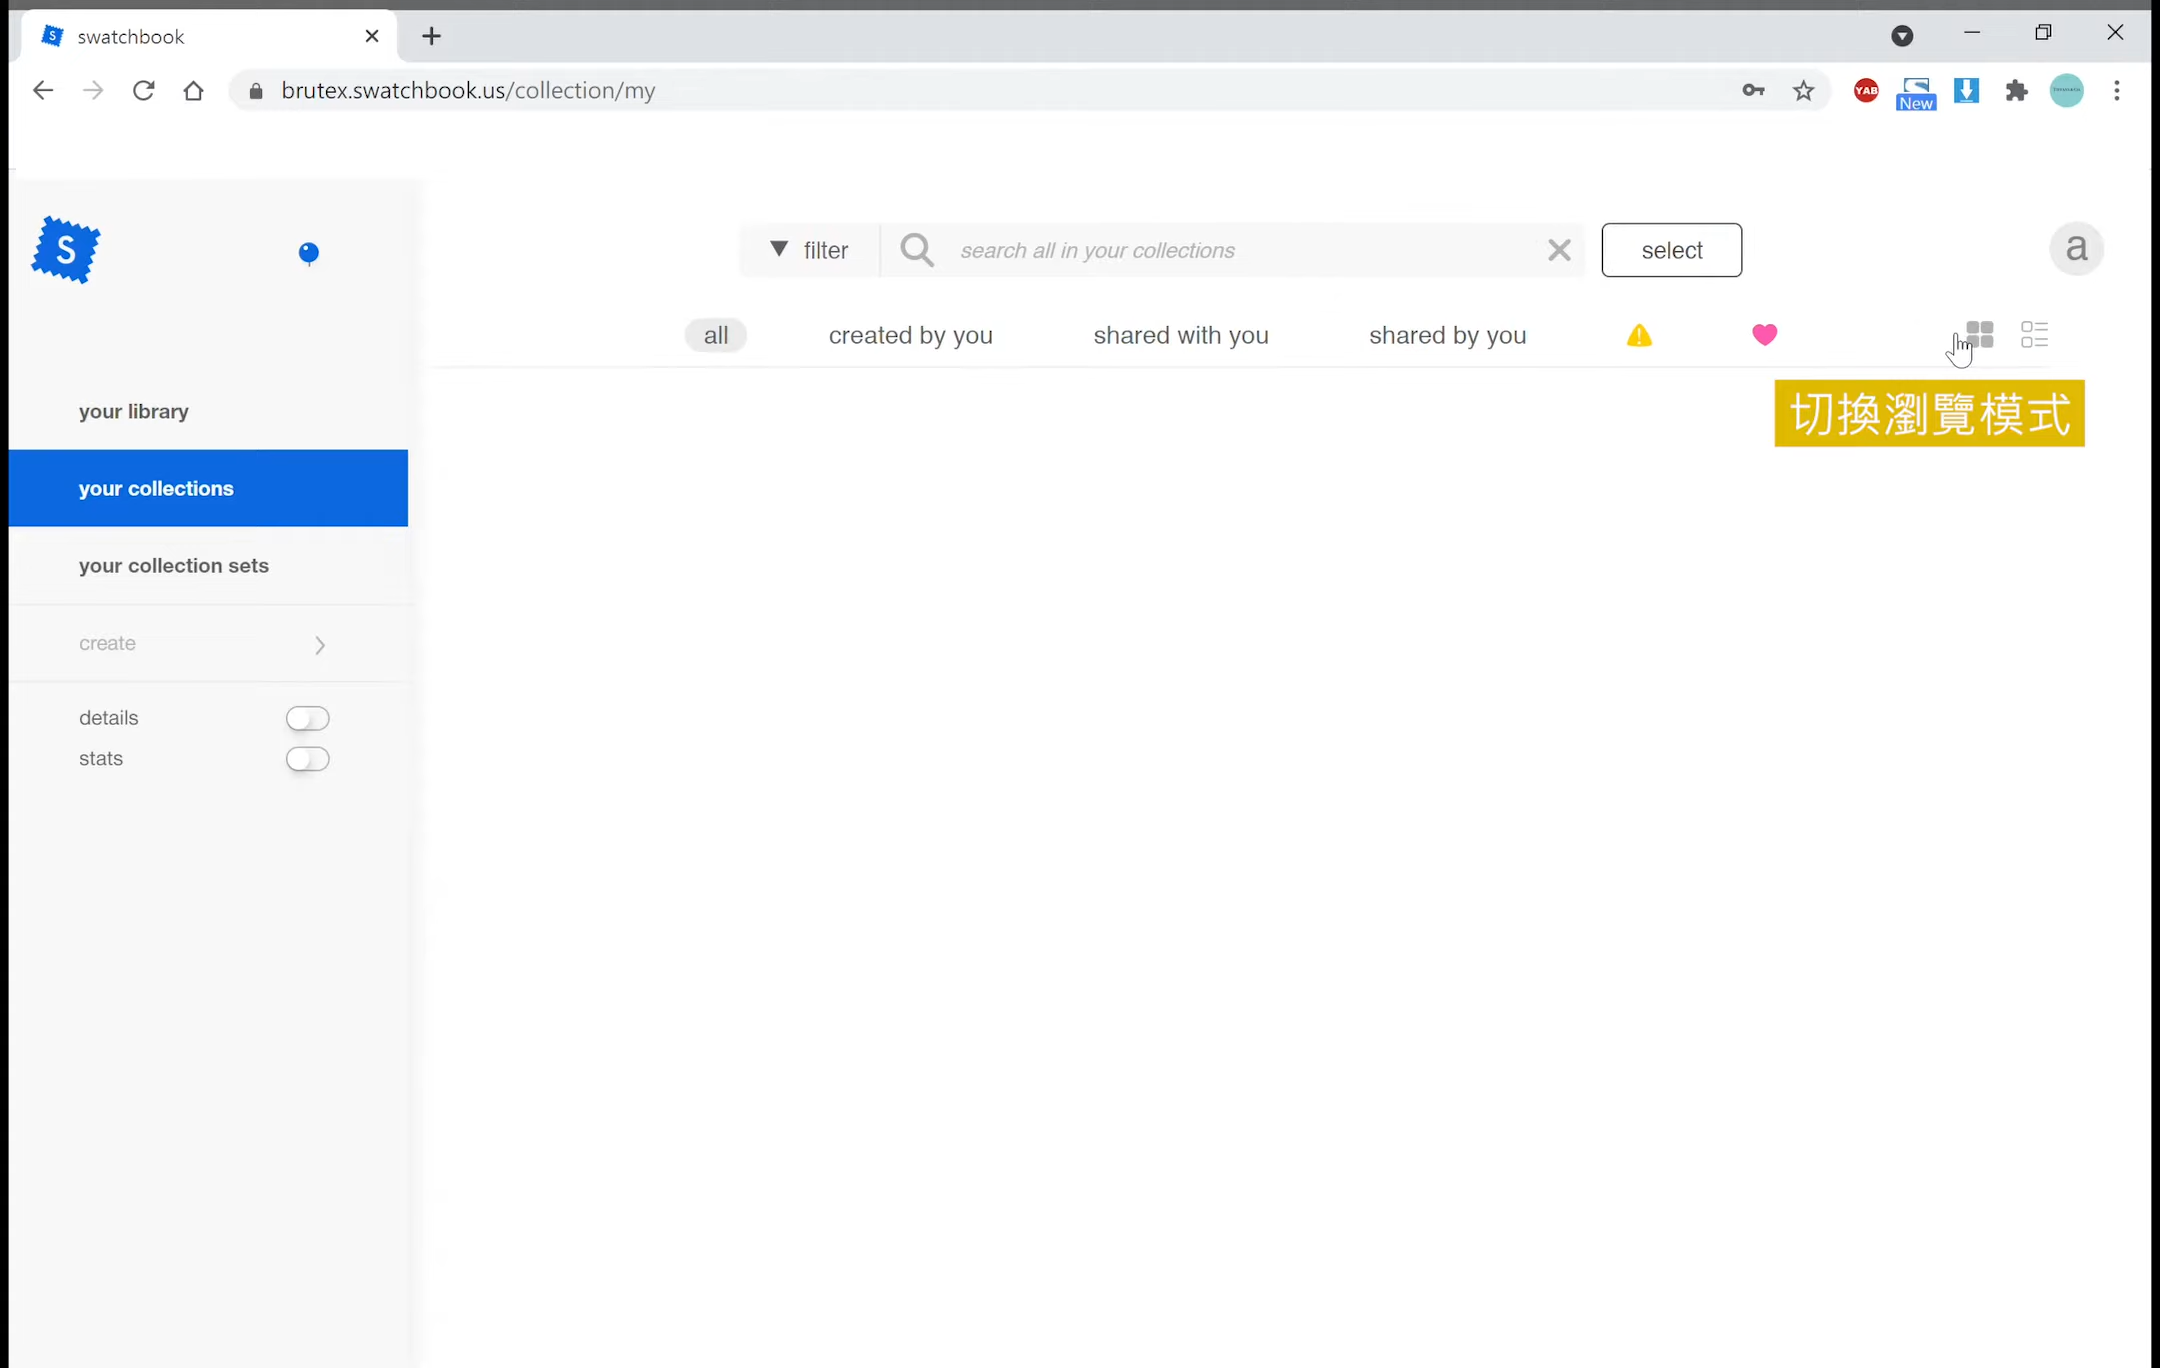 swatchbook
brutex.swatchbook.us/collection/my
YAB
New
S
filter
search all in your collections
select
a
all
created by you
shared with you
shared by you
切換瀏覽模式
your library
your collections
your collection sets
create
details
stats